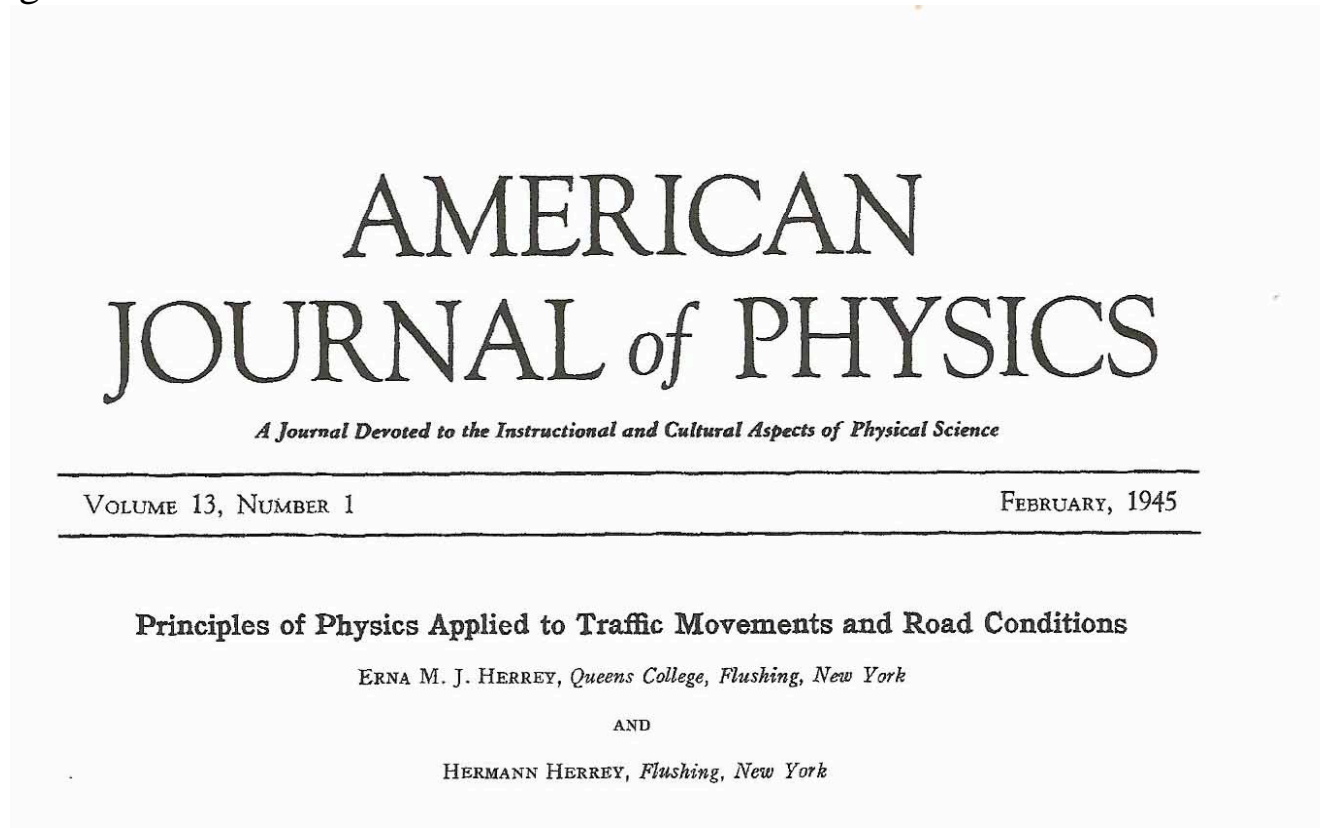 AMERICAN
JOURNAL of PHYSICS
A Journal Devoted to the Instructional and Cultural Aspects of Physical Science
VOLUME 13, NUMBER 1 FEBRUARY, 1945
Principles of Physics Applied to Traffic Movements and Road Conditions
ERNA M. J. HERREY, Queens College, Flushing, New York
AND
HERMANN HERREY, Flushing, New York